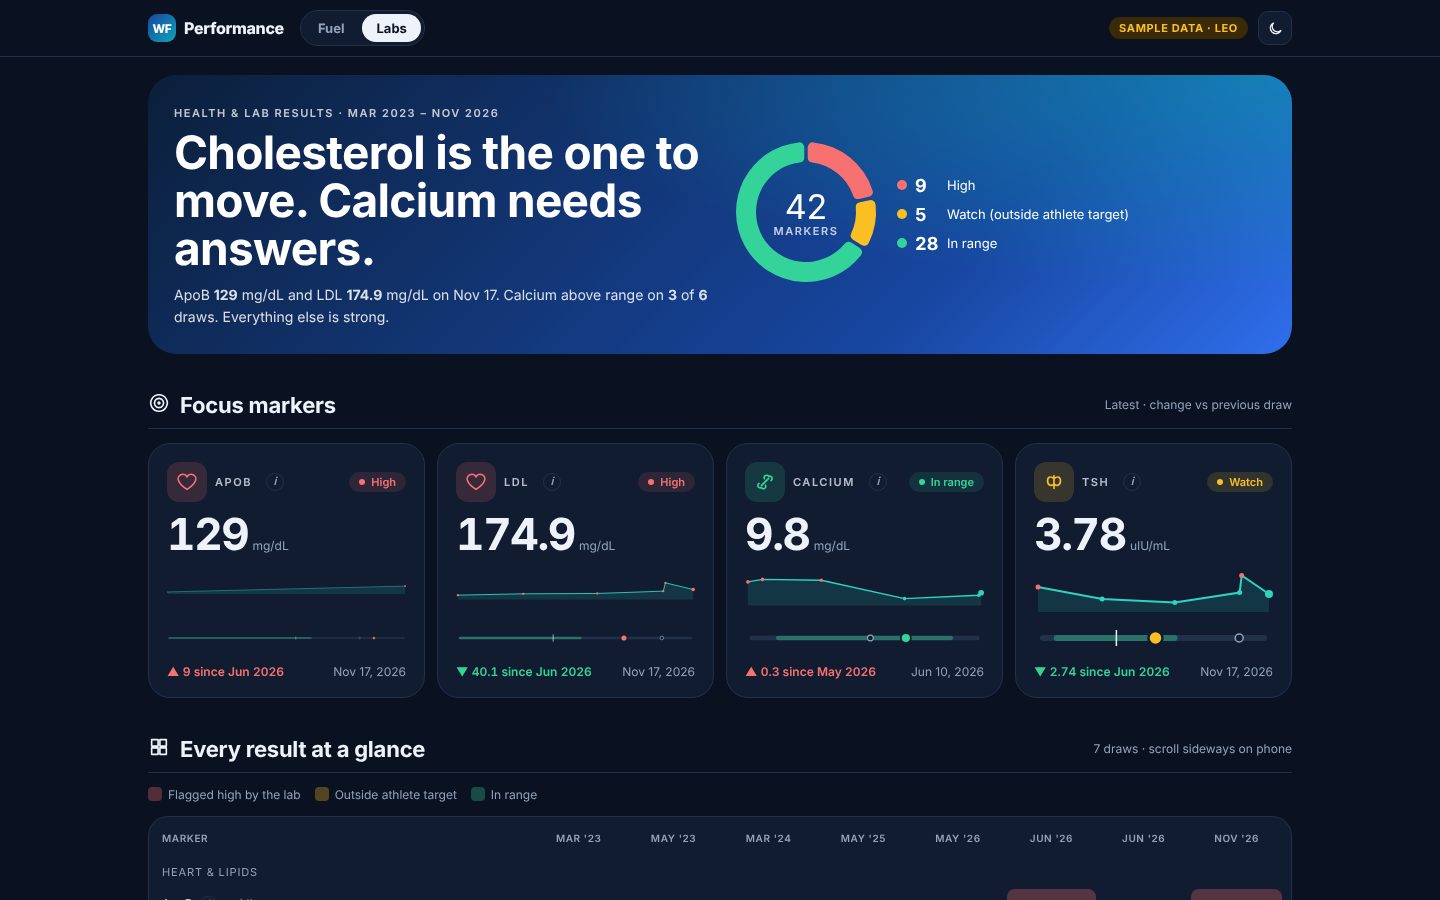 WF Performance Fuel Labs SAMPLE DATA · LEO
HEALTH & LAB RESULTS · MAR 2023 – NOV 2026
Cholesterol is the one to
move. Calcium needs
answers.
ApoB 129 mg/dL and LDL 174.9 mg/dL on Nov 17. Calcium above range on 3 of 6
draws. Everything else is strong.
42
MARKERS
9 High
5 Watch (outside athlete target)
28 In range
Focus markers
Latest · change vs previous draw
APOB i High
129 mg/dL
▲ 9 since Jun 2026 Nov 17, 2026
LDL i High
174.9 mg/dL
▼ 40.1 since Jun 2026 Nov 17, 2026
CALCIUM i In range
9.8 mg/dL
▲ 0.3 since May 2026 Jun 10, 2026
TSH i Watch
3.78 uIU/mL
▼ 2.74 since Jun 2026 Nov 17, 2026
Every result at a glance
7 draws · scroll sideways on phone
Flagged high by the lab Outside athlete target In range
MARKER MAR '23 MAY '23 MAR '24 MAY '25 MAY '26 JUN '26 JUN '26 NOV '26
HEART & LIPIDS